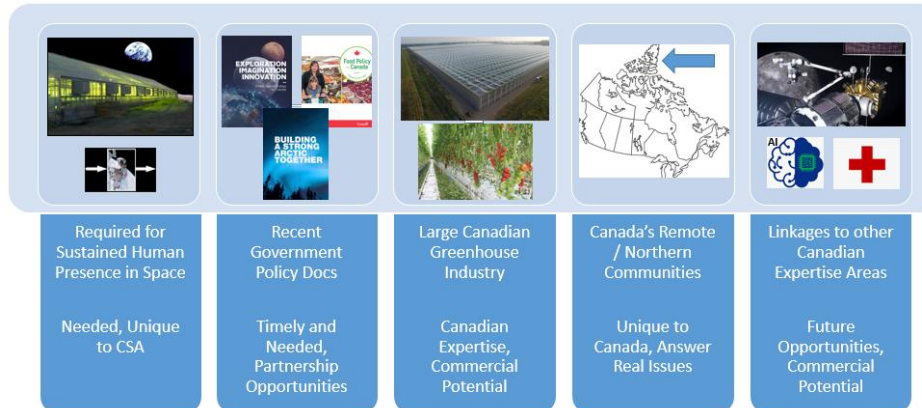 EXPLORATION
IMAGINATION
INNOVATION
Food Policy
Canada
BUILDING
A STRONG
ARCTIC
TOGETHER
AI
Required for
Sustained Human
Presence in Space
Needed, Unique
to CSA
Recent
Government
Policy Docs
Timely and
Needed,
Partnership
Opportunities
Large Canadian
Greenhouse
Industry
Canadian
Expertise,
Commercial
Potential
Canada's Remote
/ Northern
Communities
Unique to
Canada, Answer
Real Issues
Linkages to other
Canadian
Expertise Areas
Future
Opportunities,
Commercial
Potential